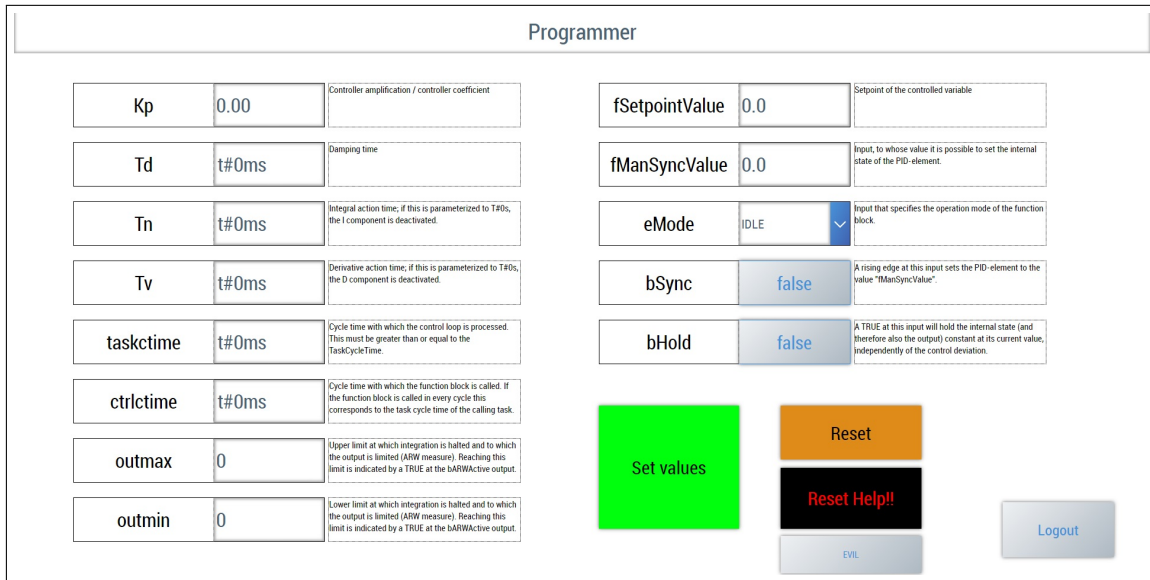 Programmer
Kp
0.00
Controller amplification / controller coefficient
Td
t#0ms
Damping time
Tn
t#0ms
Integral action time; if this is parameterized to T#0s,
the I component is deactivated.
Tv
t#0ms
Derivative action time; if this is parameterized to T#0s,
the D component is deactivated.
taskctime
t#0ms
Cycle time with which the control loop is processed.
This must be greater than or equal to the
TaskCycleTime.
ctrlctime
t#0ms
Cycle time with which the function block is called. If
the function block is called in every cycle this
corresponds to the task cycle time of the calling task.
outmax
0
Upper limit at which integration is halted and to which
the output is limited (ARW measure). Reaching this
limit is indicated by a TRUE at the bARWActive output.
outmin
0
Lower limit at which integration is halted and to which
the output is limited (ARW measure). Reaching this
limit is indicated by a TRUE at the bARWActive output.
fSetpointValue
0.0
Setpoint of the controlled variable
fManSyncValue
0.0
Input, to whose value it is possible to set the internal
state of the PID-element.
eMode
IDLE
Input that specifies the operation mode of the function
block.
bSync
false
A rising edge at this input sets the PID-element to the
value "fManSyncValue".
bHold
false
A TRUE at this input will hold the internal state (and
therefore also the output) constant at its current value,
independently of the control deviation.
Set values
Reset
Reset Help!!
EVIL
Logout